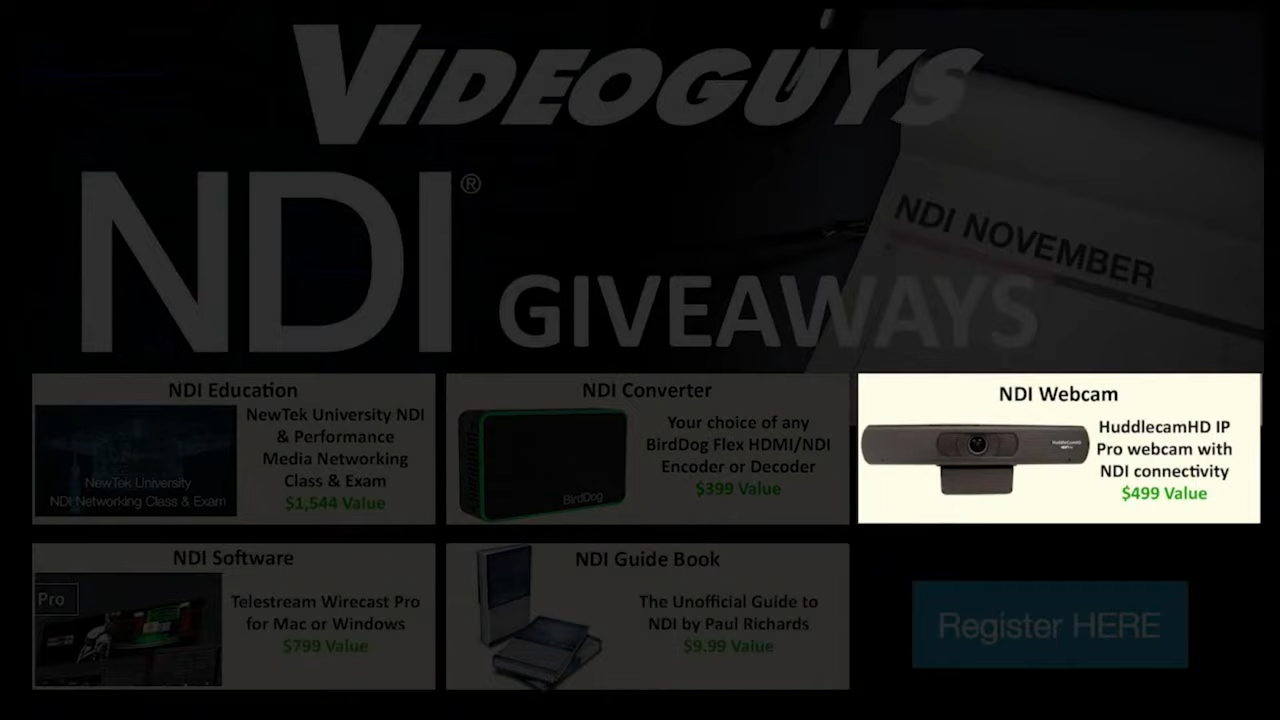 VIDEOGUYS
NDI®
GIVEAWAYS
NDI NOVEMBER
NDI Education
NewTek University NDI
& Performance
Media Networking
Class & Exam
$1,544 Value
NewTek University
NDI Networking Class & Exam
NDI Converter
Your choice of any
BirdDog Flex HDMI/NDI
Encoder or Decoder
$399 Value
BirdDog
NDI Webcam
HuddlecamHD IP
Pro webcam with
NDI connectivity
$499 Value
HuddleCamHD
NDI Software
Pro
Telestream Wirecast Pro
for Mac or Windows
$799 Value
NDI Guide Book
The Unofficial Guide to
NDI by Paul Richards
$9.99 Value
Register HERE